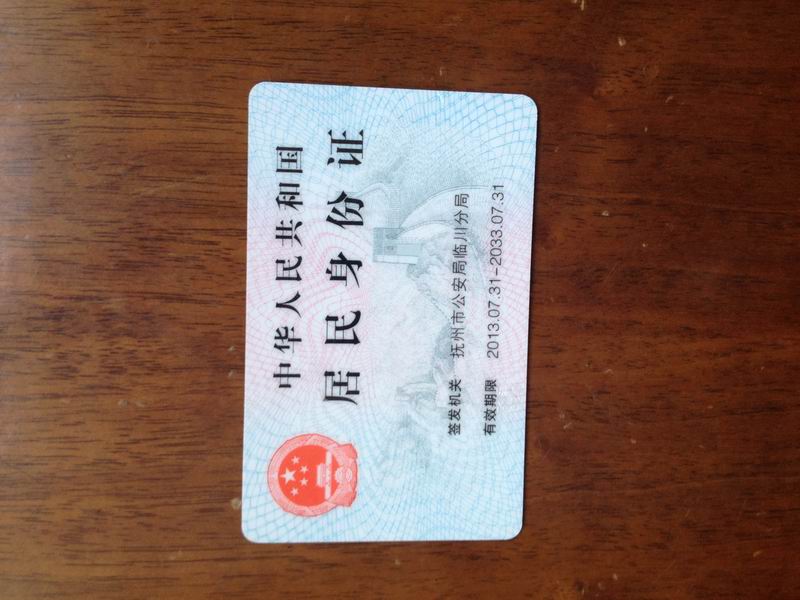 中华人民共和国
居民身份证
签发机关 抚州市公安局临川分局
有效期限 2013.07.31-2033.07.31